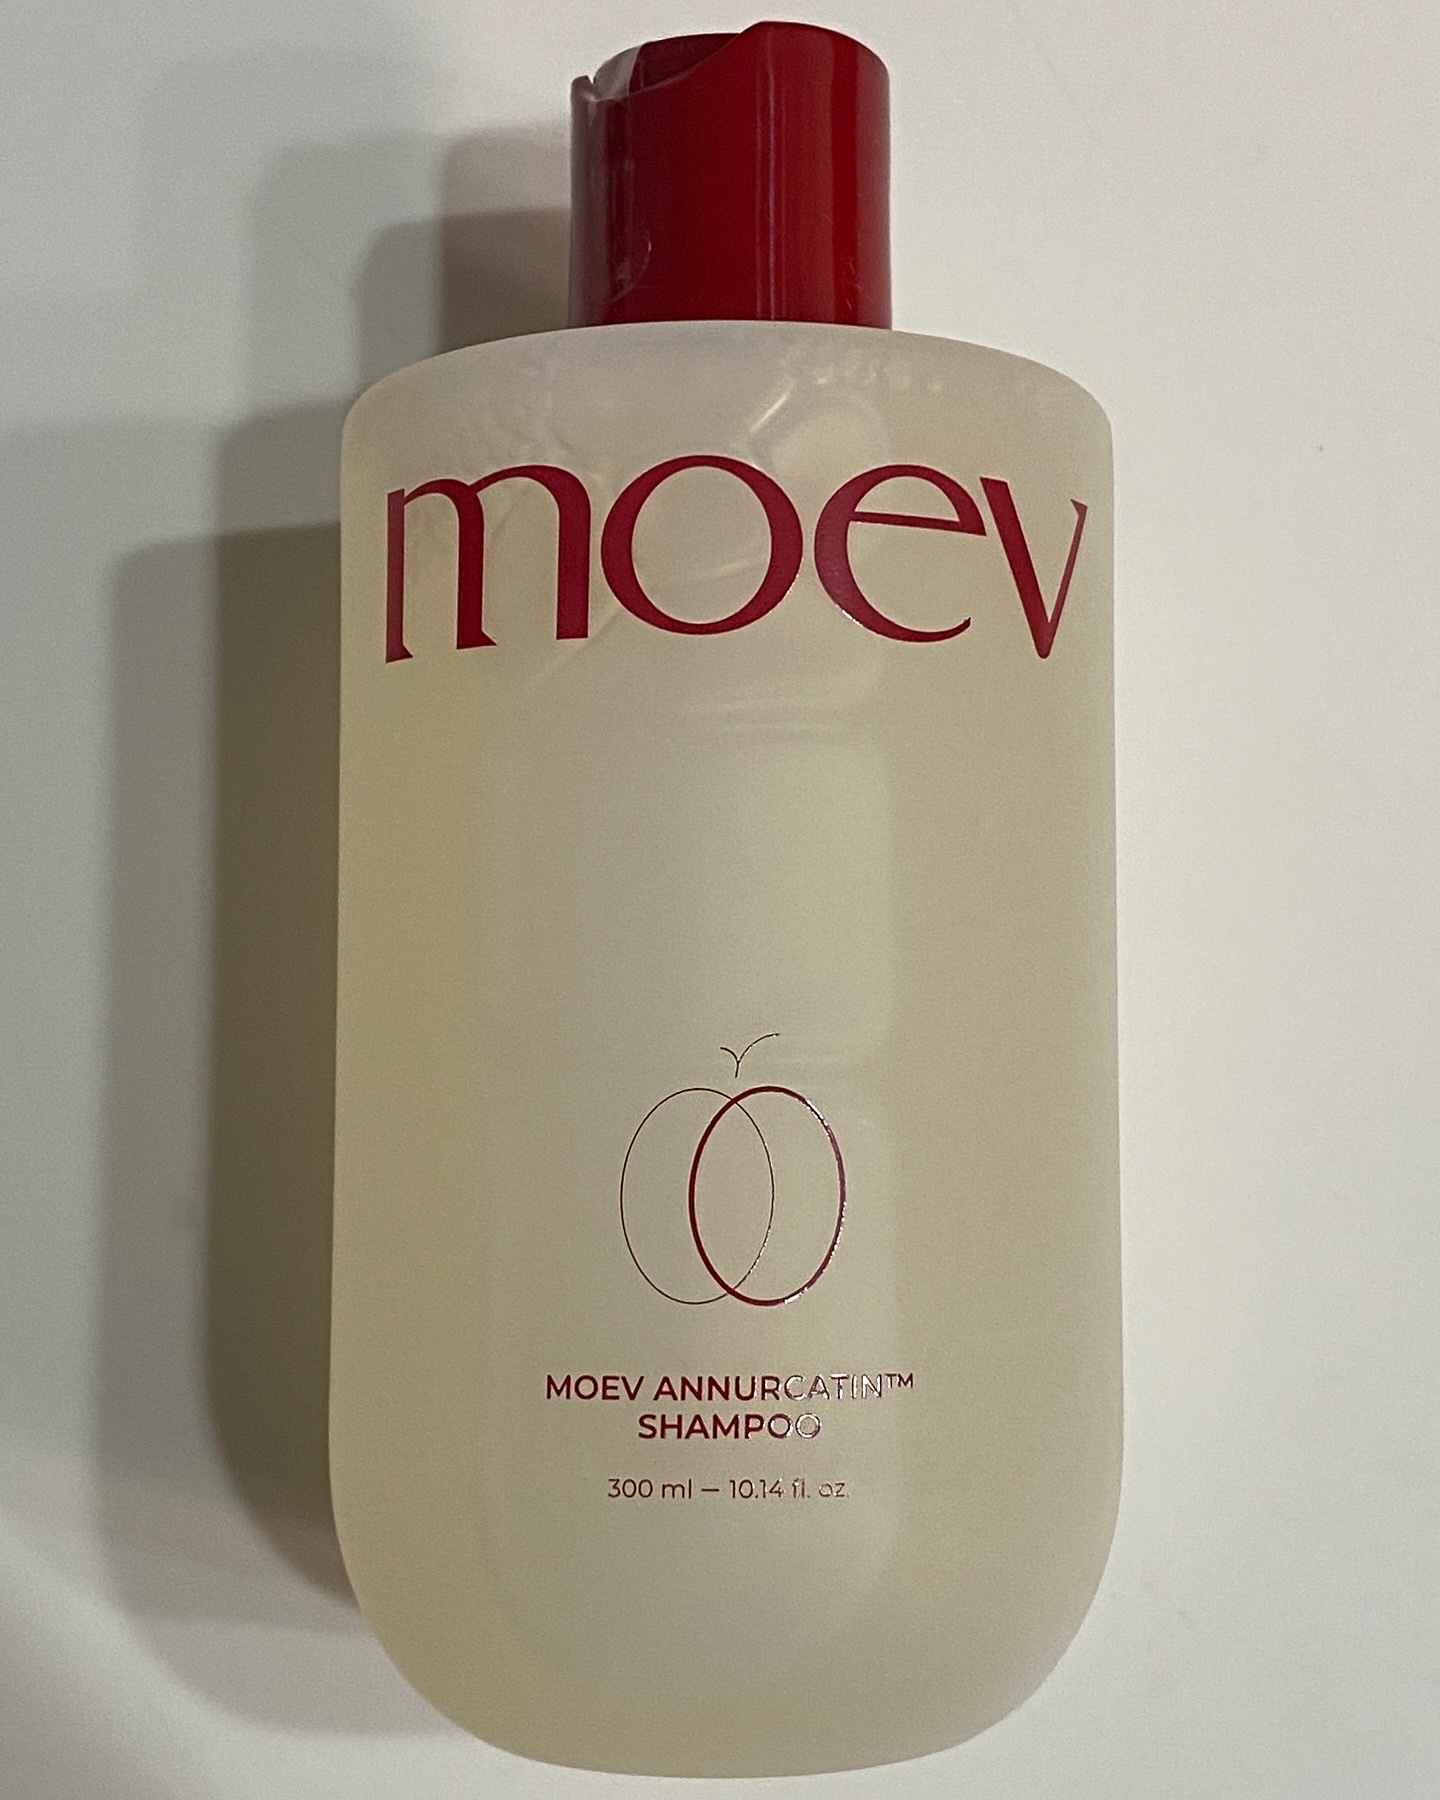 moev
MOEV ANNURCATIN™
SHAMPOO
300 ml — 10.14 fl. oz.